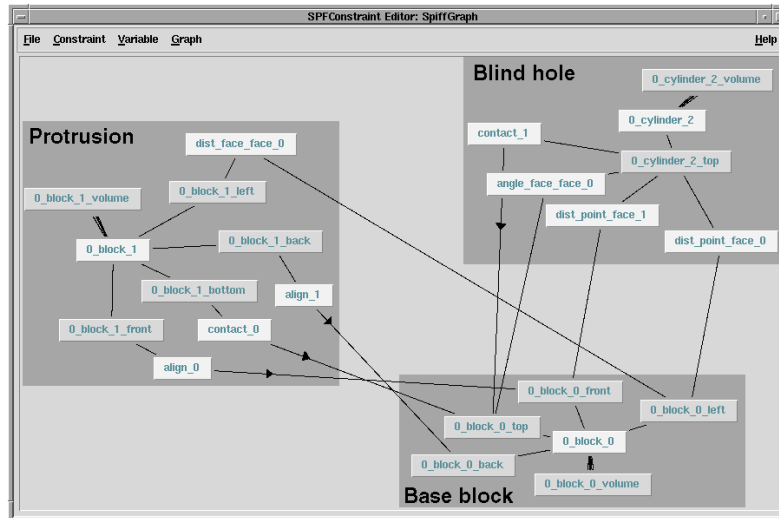 SPFConstraint Editor: SpiffGraph
File Constraint Variable Graph Help
Blind hole
0_cylinder_2_volume
0_cylinder_2
contact_1
0_cylinder_2_top
angle_face_face_0
dist_point_face_1
dist_point_face_0
Protrusion
dist_face_face_0
0_block_1_volume
0_block_1_left
0_block_1
0_block_1_back
0_block_1_bottom
align_1
0_block_1_front
contact_0
align_0
0_block_0_front
0_block_0_left
0_block_0_top
0_block_0
0_block_0_back
0_block_0_volume
Base block